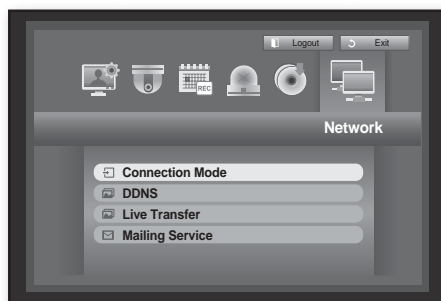 Logout
Exit
REC
Network
Connection Mode
DDNS
Live Transfer
Mailing Service